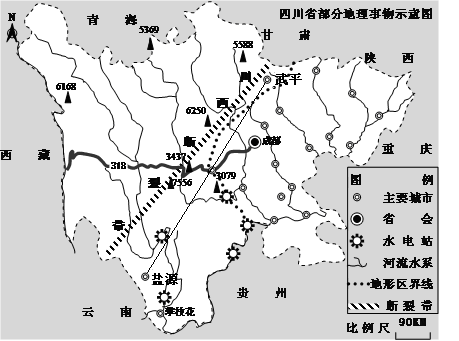 四川省部分地理事物示意图
N
青 海
5369
甘 肃
5588
陕 西
武平
川
西
断
裂
带
6168
6250
西 藏
318
3437
7556
3079
成都
重 庆
盐源
攀枝花
云 南
贵 州
图 例
主要城市
省 会
水 电 站
河流水系
地形区界线
断 裂 带
比 例 尺 90KM